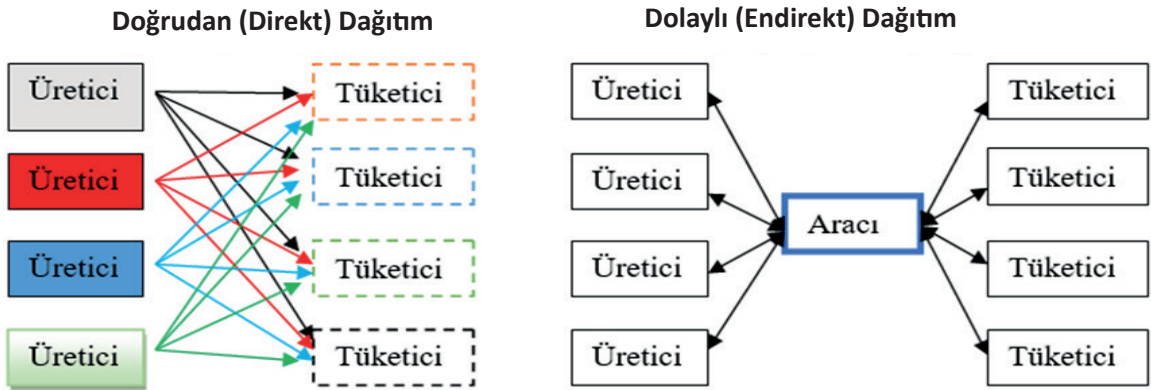 Doğrudan (Direkt) Dağıtım
Üretici
Tüketici
Üretici
Tüketici
Üretici
Tüketici
Üretici
Tüketici
Dolaylı (Endirekt) Dağıtım
Üretici
Tüketici
Üretici
Tüketici
Aracı
Üretici
Tüketici
Üretici
Tüketici